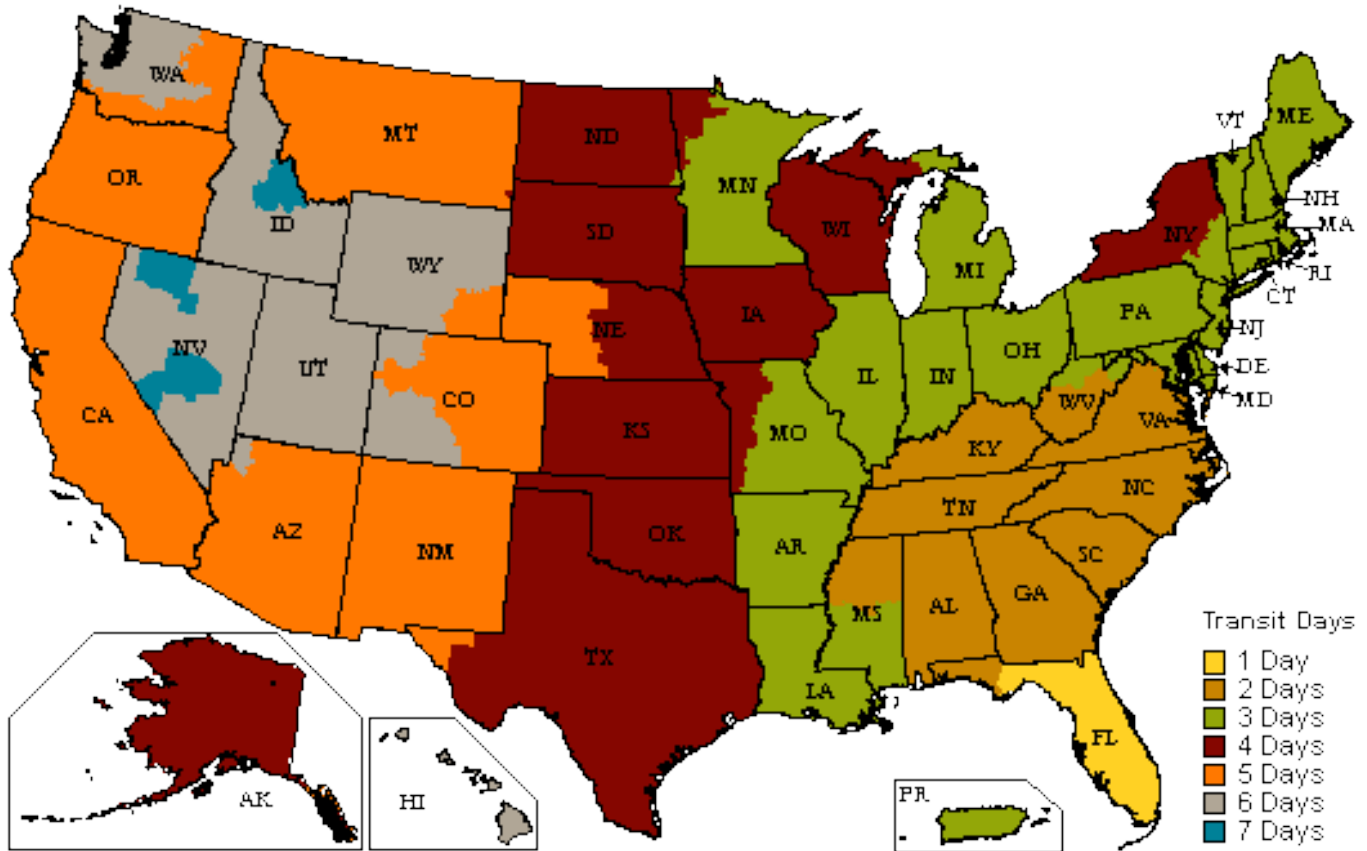 WA
MT
ND
MN
VT
ME
OR
ID
SD
WI
NH
MA
WY
MI
NY
RI
CT
NV
UT
NE
IA
PA
NJ
CA
CO
IL
IN
OH
DE
MD
KS
MO
WV
VA
KY
AZ
NM
OK
AR
TN
NC
SC
TX
MS
AL
GA
LA
FL
AK
HI
PR
Transit Days
1 Day
2 Days
3 Days
4 Days
5 Days
6 Days
7 Days